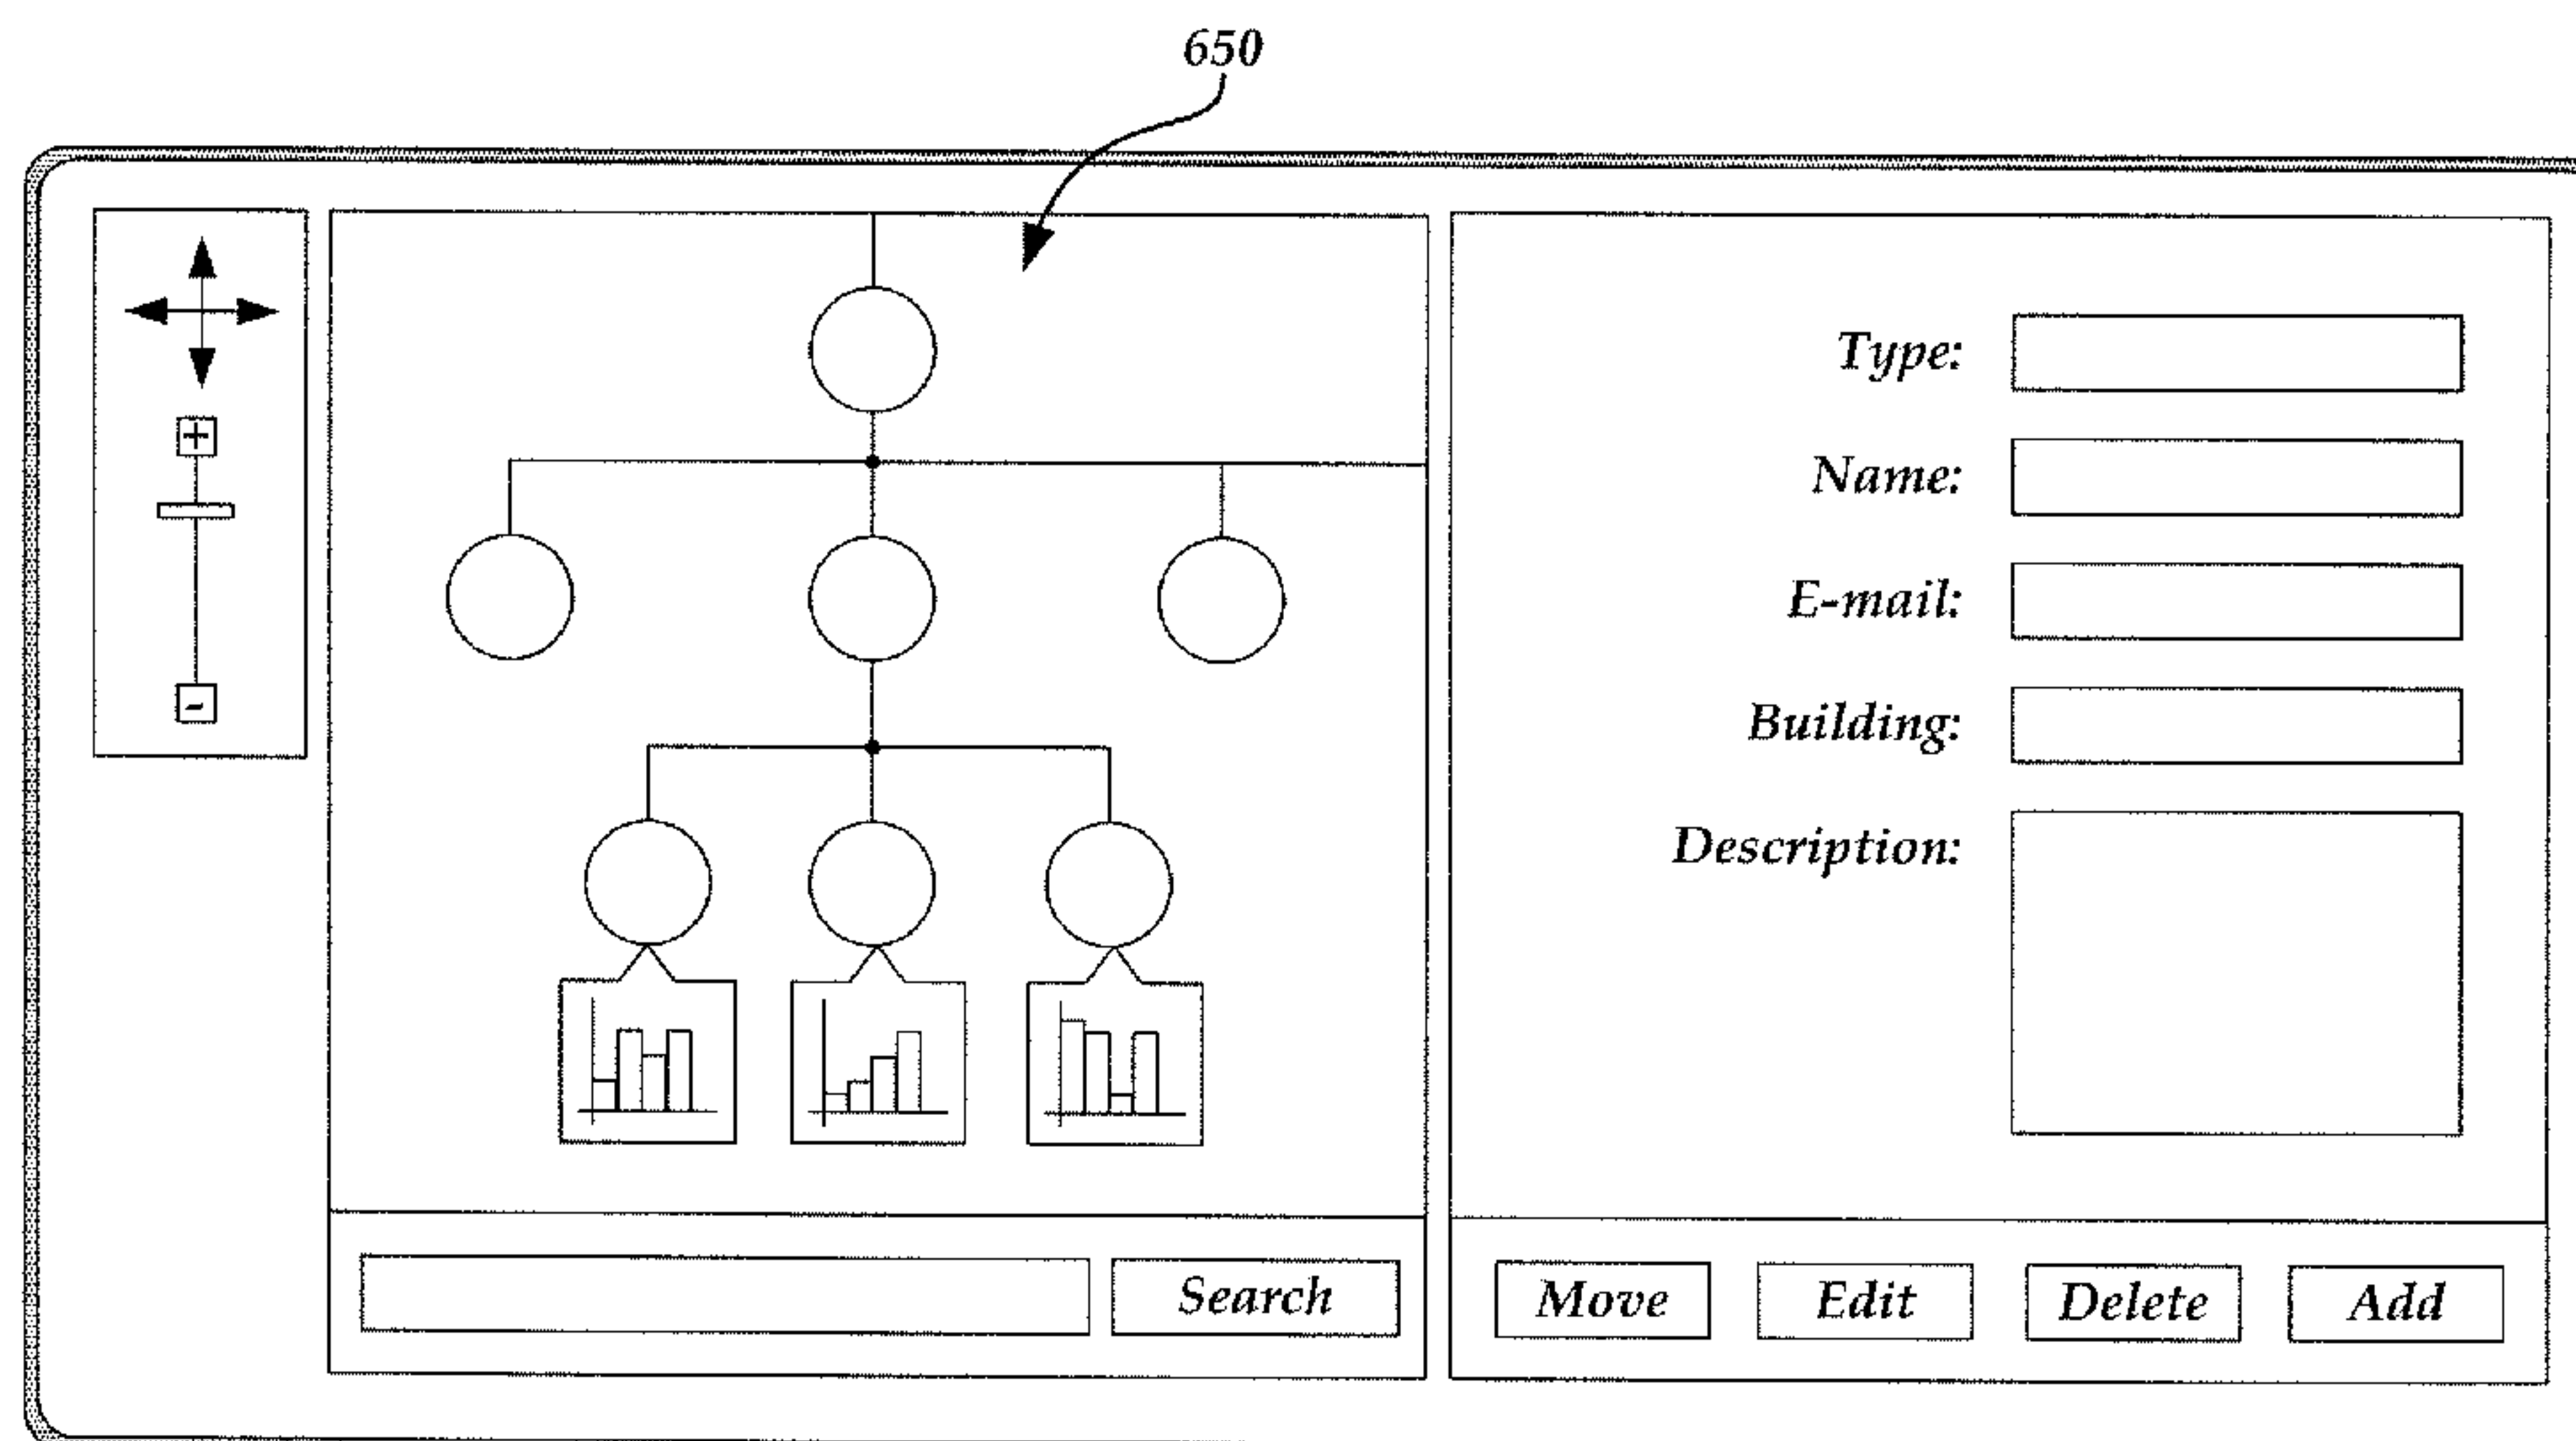 650
+
-
Type:
Name:
E-mail:
Building:
Description:
Search
Move Edit Delete Add